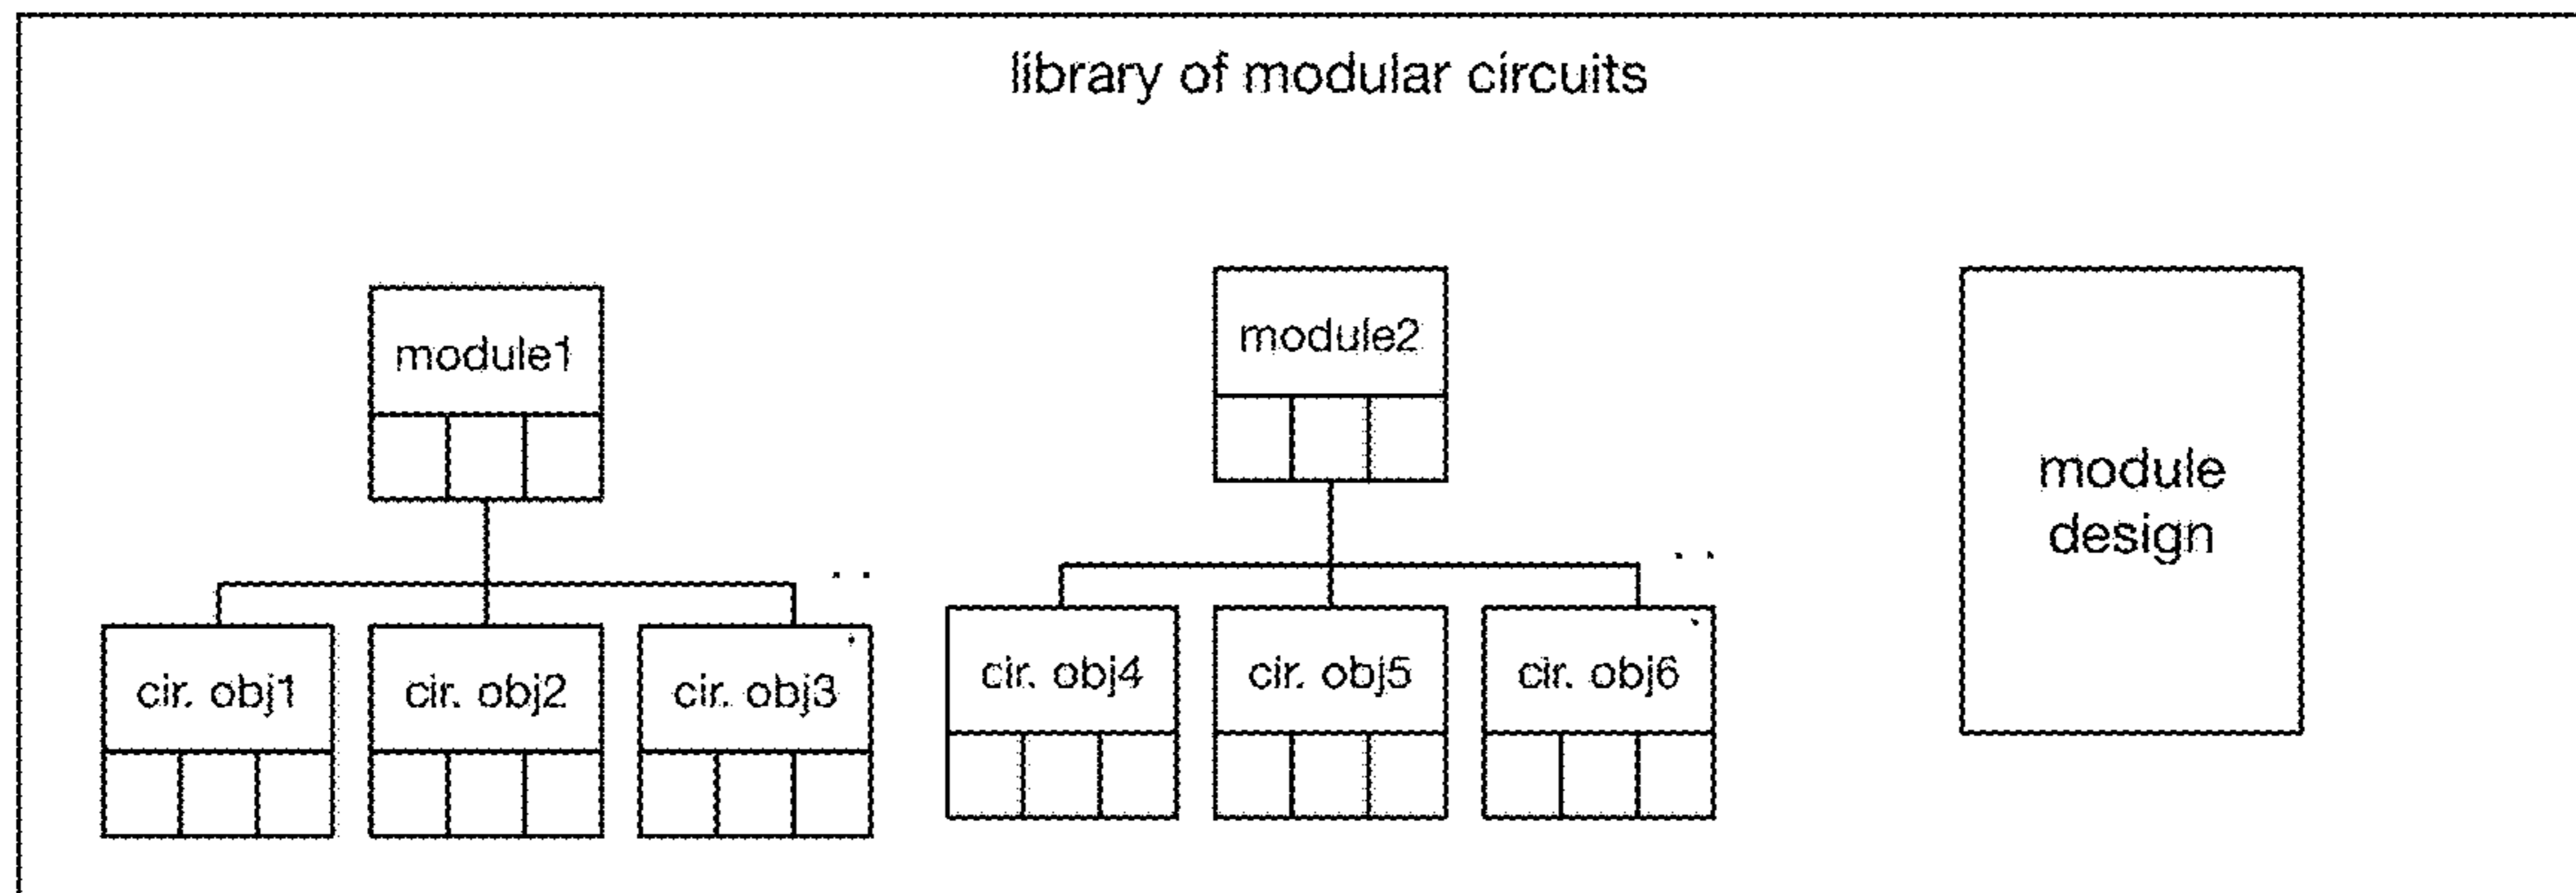 library of modular circuits
module1
module2
module
design
cir. obj1
cir. obj2
cir. obj3
cir. obj4
cir. obj5
cir. obj6